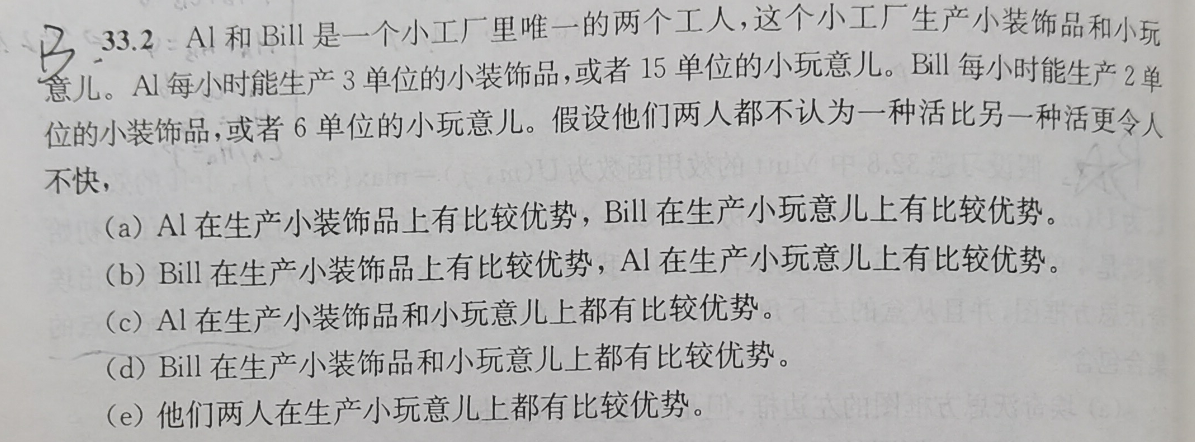 B 33.2 Al 和 Bill 是一个小工厂里唯一的两个工人,这个小工厂生产小装饰品和小玩
意儿。Al 每小时能生产 3 单位的小装饰品,或者 15 单位的小玩意儿。Bill 每小时能生产 2 单
位的小装饰品,或者 6 单位的小玩意儿。假设他们两人都不认为一种活比另一种活更令人
不快,
(a) Al 在生产小装饰品上有比较优势,Bill 在生产小玩意儿上有比较优势。
(b) Bill 在生产小装饰品上有比较优势,Al 在生产小玩意儿上有比较优势。
(c) Al 在生产小装饰品和小玩意儿上都有比较优势。
(d) Bill 在生产小装饰品和小玩意儿上都有比较优势。
(e) 他们两人在生产小玩意儿上都有比较优势。